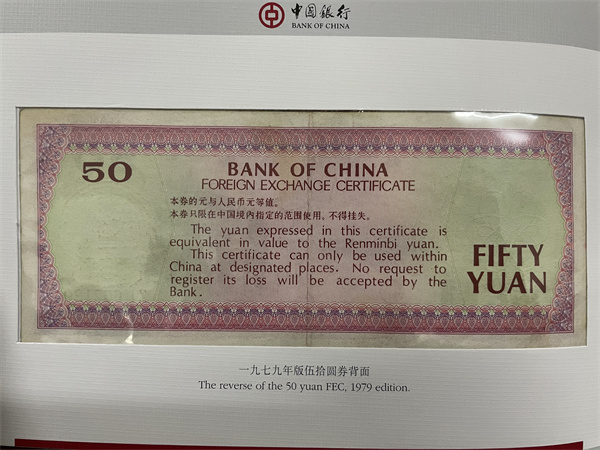 中國銀行
BANK OF CHINA
50
BANK OF CHINA
FOREIGN EXCHANGE CERTIFICATE
本券的元与人民币元等值。
本券只限在中国境内指定的范围使用，不得挂失。
The yuan expressed in this certificate is
equivalent in value to the Renminbi yuan.
This certificate can only be used within
China at designated places. No request to
register its loss will be accepted by the
Bank.
FIFTY
YUAN
一九七九年版伍拾圆券背面
The reverse of the 50 yuan FEC, 1979 edition.